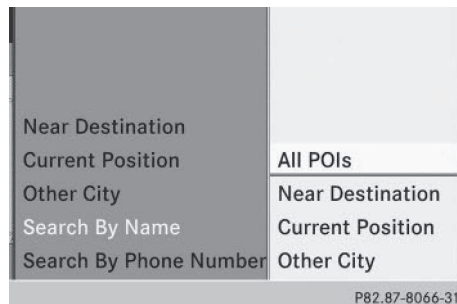 Near Destination
Current Position
Other City
Search By Name
Search By Phone Number
All POIs
Near Destination
Current Position
Other City
P82.87-8066-31